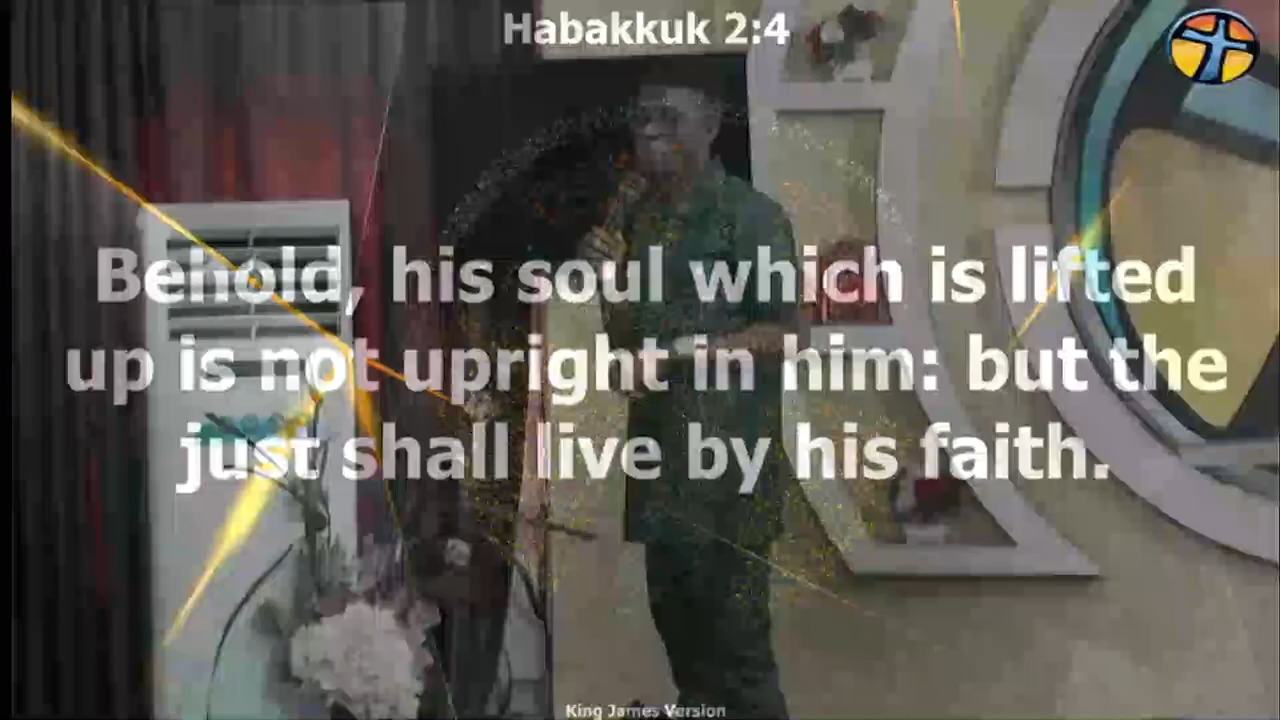 Habakkuk 2:4
Behold, his soul which is lifted
up is not upright in him: but the
just shall live by his faith.
King James Version